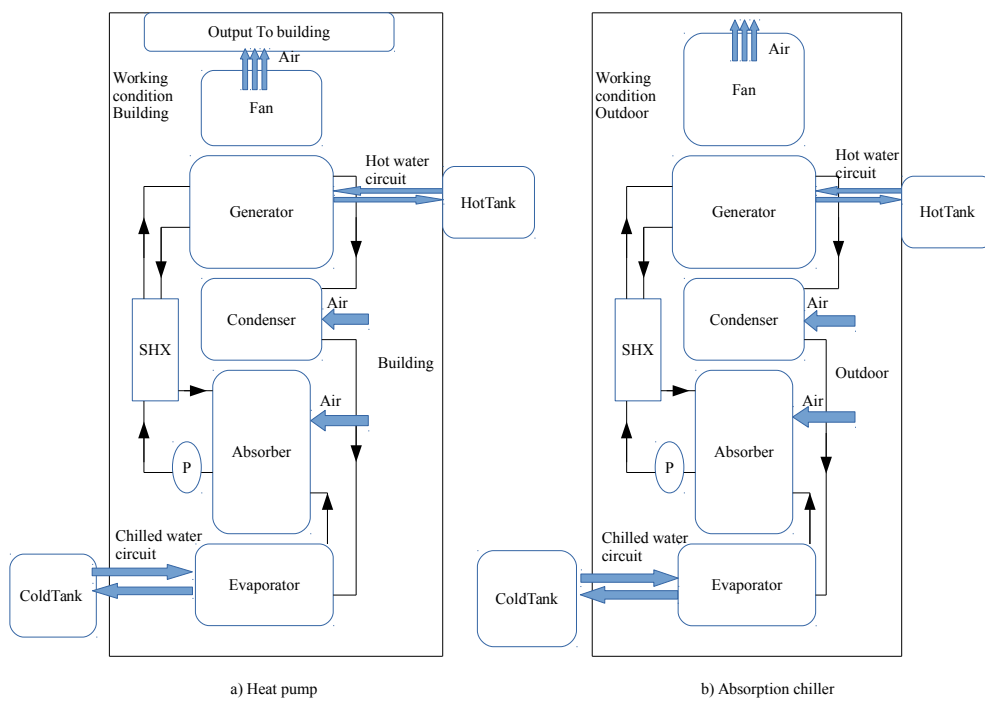 Output To building
Air
Working
condition
Building
Fan
Hot water
circuit
Generator
HotTank
Air
Condenser
SHX
Building
Air
Absorber
P
Chilled water
circuit
Evaporator
ColdTank
a) Heat pump
Air
Working
condition
Outdoor
Fan
Hot water
circuit
Generator
HotTank
Air
Condenser
SHX
Outdoor
Air
Absorber
P
Chilled water
circuit
Evaporator
ColdTank
b) Absorption chiller